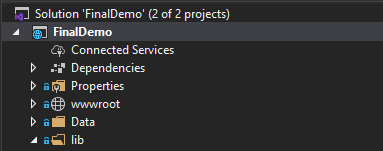 Solution 'FinalDemo' (2 of 2 projects)
FinalDemo
Connected Services
Dependencies
Properties
wwwroot
Data
lib